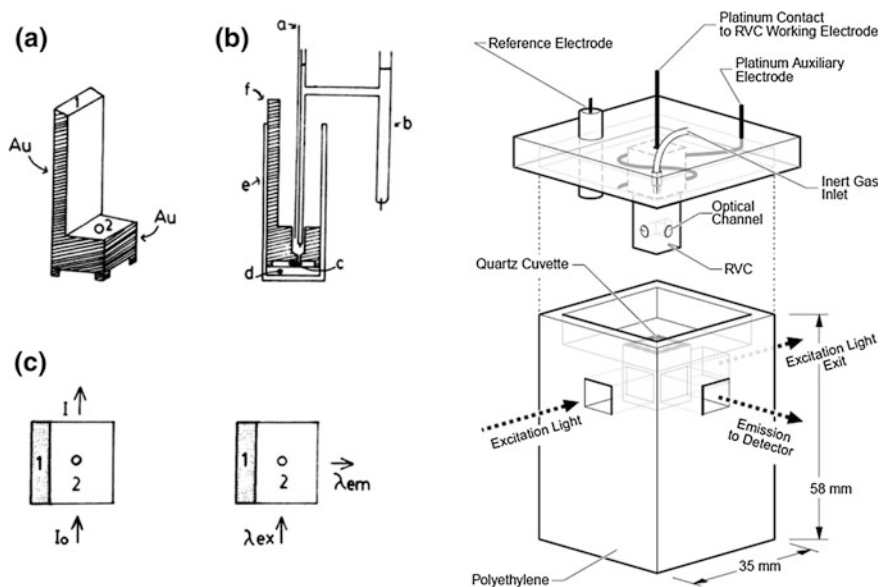 (a)
1
Au
2
Au
(b)
a
f
b
e
d
c
(c)
I
1
2
I₀
1
2
λem
λex
Reference Electrode
Platinum Contact
to RVC Working Electrode
Platinum Auxiliary
Electrode
Inert Gas
Inlet
Optical
Channel
RVC
Quartz Cuvette
Excitation Light
Exit
Excitation Light
Emission
to Detector
58 mm
35 mm
Polyethylene